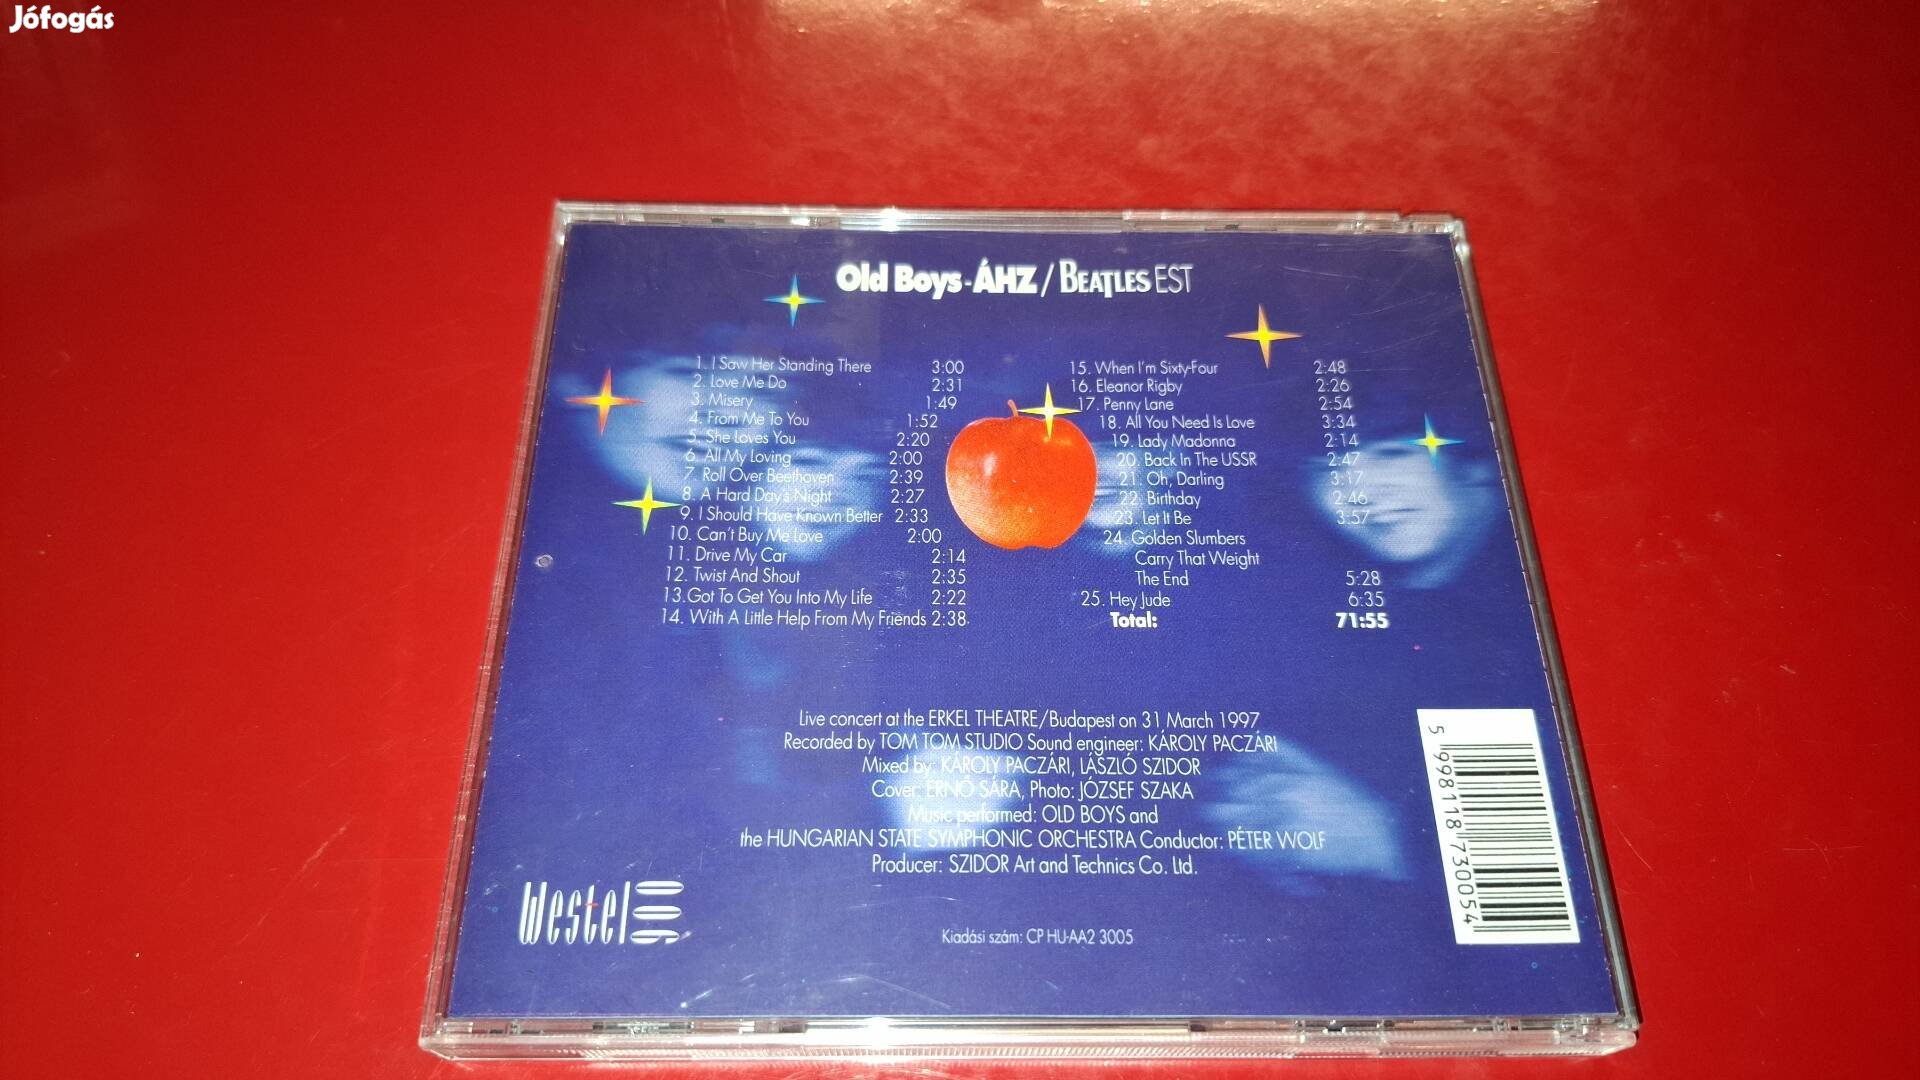 Jófogás
Old Boys-ÁHZ / BEATLES EST
1. I Saw Her Standing There 3:00
2. Love Me Do 2:31
3. Misery 1:49
4. From Me To You 1:52
5. She Loves You 2:20
6. All My Loving 2:00
7. Roll Over Beethoven 2:39
8. A Hard Day's Night 2:27
9. I Should Have Known Better 2:33
10. Can't Buy Me Love 2:00
11. Drive My Car 2:14
12. Twist And Shout 2:35
13. Got To Get You Into My Life 2:22
14. With A Little Help From My Friends 2:38
15. When I'm Sixty-Four 2:48
16. Eleanor Rigby 2:26
17. Penny Lane 2:54
18. All You Need Is Love 3:34
19. Lady Madonna 2:14
20. Back In The USSR 2:47
21. Oh, Darling 3:17
22. Birthday 2:46
23. Let It Be 3:57
24. Golden Slumbers
Carry That Weight
The End 5:28
25. Hey Jude 6:35
Total: 71:55
Live concert at the ERKEL THEATRE/Budapest on 31 March 1997
Recorded by TOM TOM STUDIO Sound engineer: KÁROLY PACZÁRI
Mixed by: KÁROLY PACZÁRI, LÁSZLÓ SZIDOR
Cover: ERNŐ SÁRA, Photo: JÓZSEF SZAKA
Music performed: OLD BOYS and
the HUNGARIAN STATE SYMPHONIC ORCHESTRA Conductor: PÉTER WOLF
Producer: SZIDOR Art and Technics Co. Ltd.
Westel 900
Kiadási szám: CP HU-AA2 3005
5 998118 730054